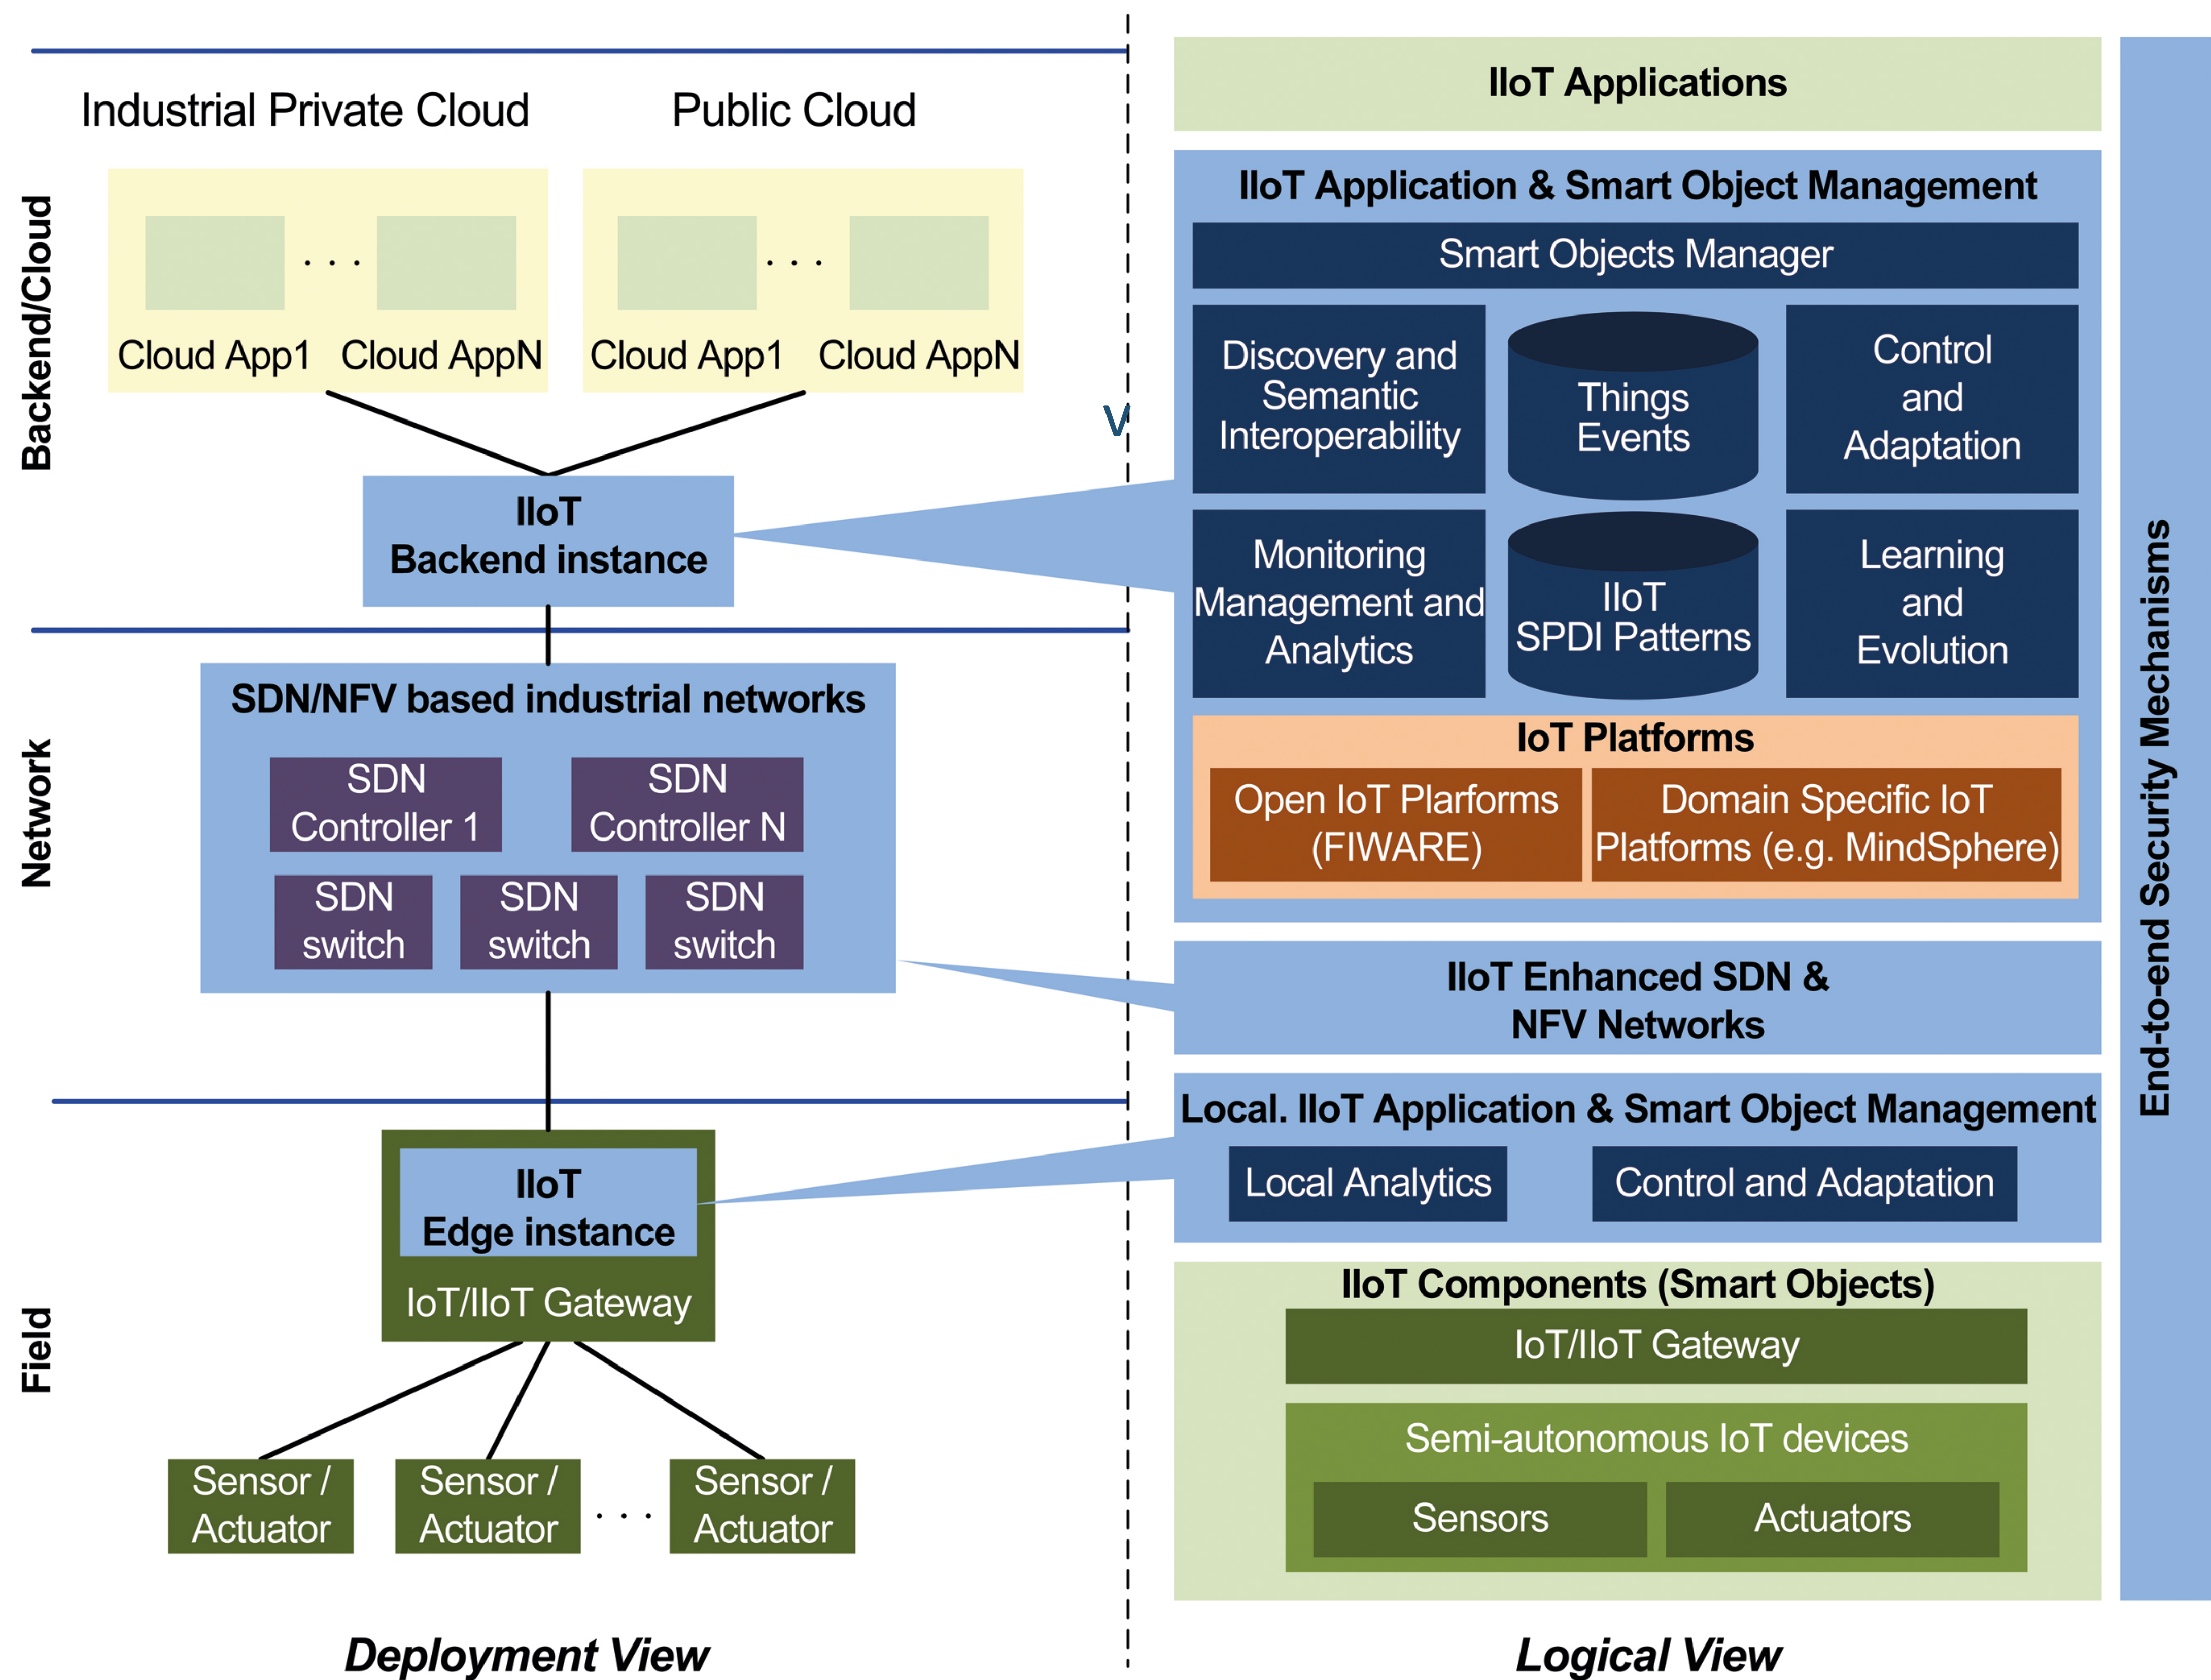 Backend/Cloud
Industrial Private Cloud
Public Cloud
. . .
Cloud App1
Cloud AppN
. . .
Cloud App1
Cloud AppN
IIoT
Backend instance
V
Network
SDN/NFV based industrial networks
SDN
Controller 1
SDN
Controller N
SDN
switch
SDN
switch
SDN
switch
Field
IIoT
Edge instance
IoT/IIoT Gateway
Sensor /
Actuator
Sensor /
Actuator
. . .
Sensor /
Actuator
Deployment View
IIoT Applications
IIoT Application & Smart Object Management
Smart Objects Manager
Discovery and
Semantic
Interoperability
Things
Events
Control
and
Adaptation
Monitoring
Management and
Analytics
IIoT
SPDI Patterns
Learning
and
Evolution
IoT Platforms
Open IoT Plarforms
(FIWARE)
Domain Specific IoT
Platforms (e.g. MindSphere)
IIoT Enhanced SDN &
NFV Networks
Local. IIoT Application & Smart Object Management
Local Analytics
Control and Adaptation
IIoT Components (Smart Objects)
IoT/IIoT Gateway
Semi-autonomous IoT devices
Sensors
Actuators
End-to-end Security Mechanisms
Logical View